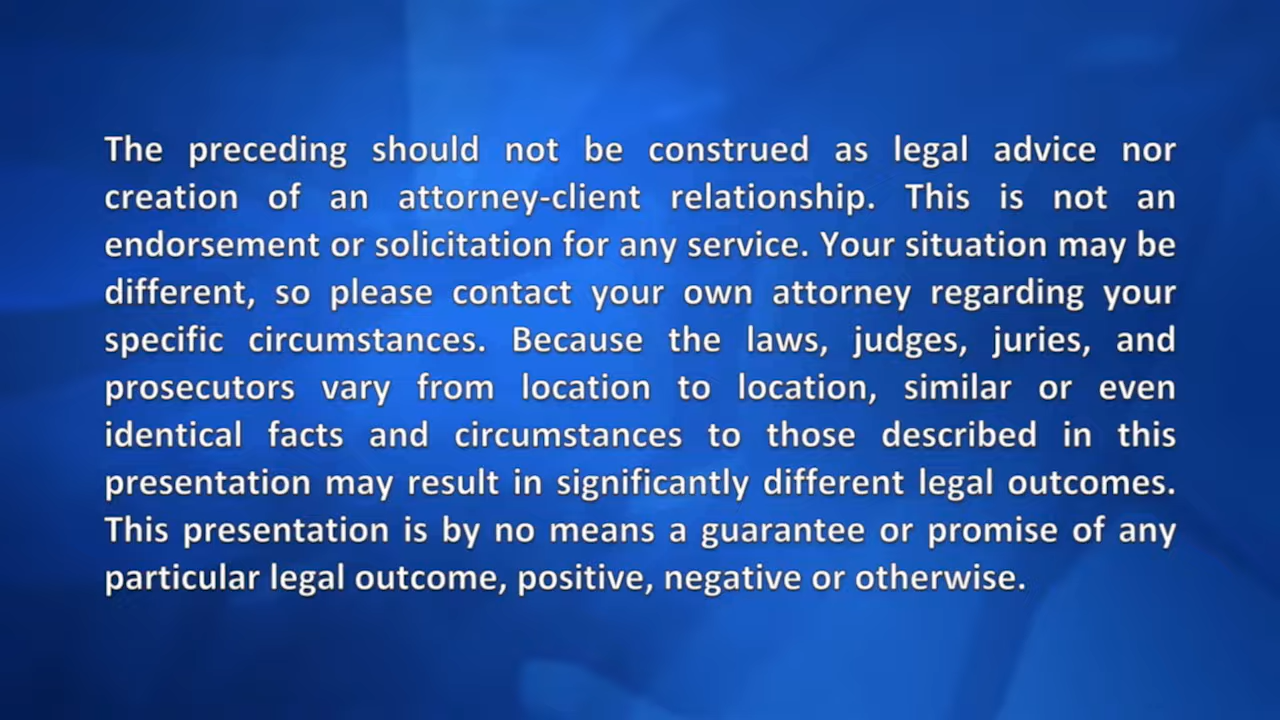 The preceding should not be construed as legal advice nor
creation of an attorney-client relationship. This is not an
endorsement or solicitation for any service. Your situation may be
different, so please contact your own attorney regarding your
specific circumstances. Because the laws, judges, juries, and
prosecutors vary from location to location, similar or even
identical facts and circumstances to those described in this
presentation may result in significantly different legal outcomes.
This presentation is by no means a guarantee or promise of any
particular legal outcome, positive, negative or otherwise.